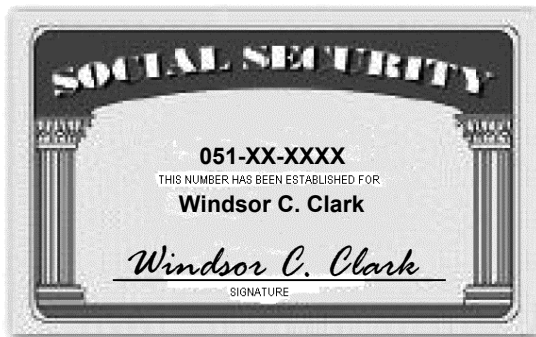 SOCIAL SECURITY
051-XX-XXXX
THIS NUMBER HAS BEEN ESTABLISHED FOR
Windsor C. Clark
Windsor C. Clark
SIGNATURE